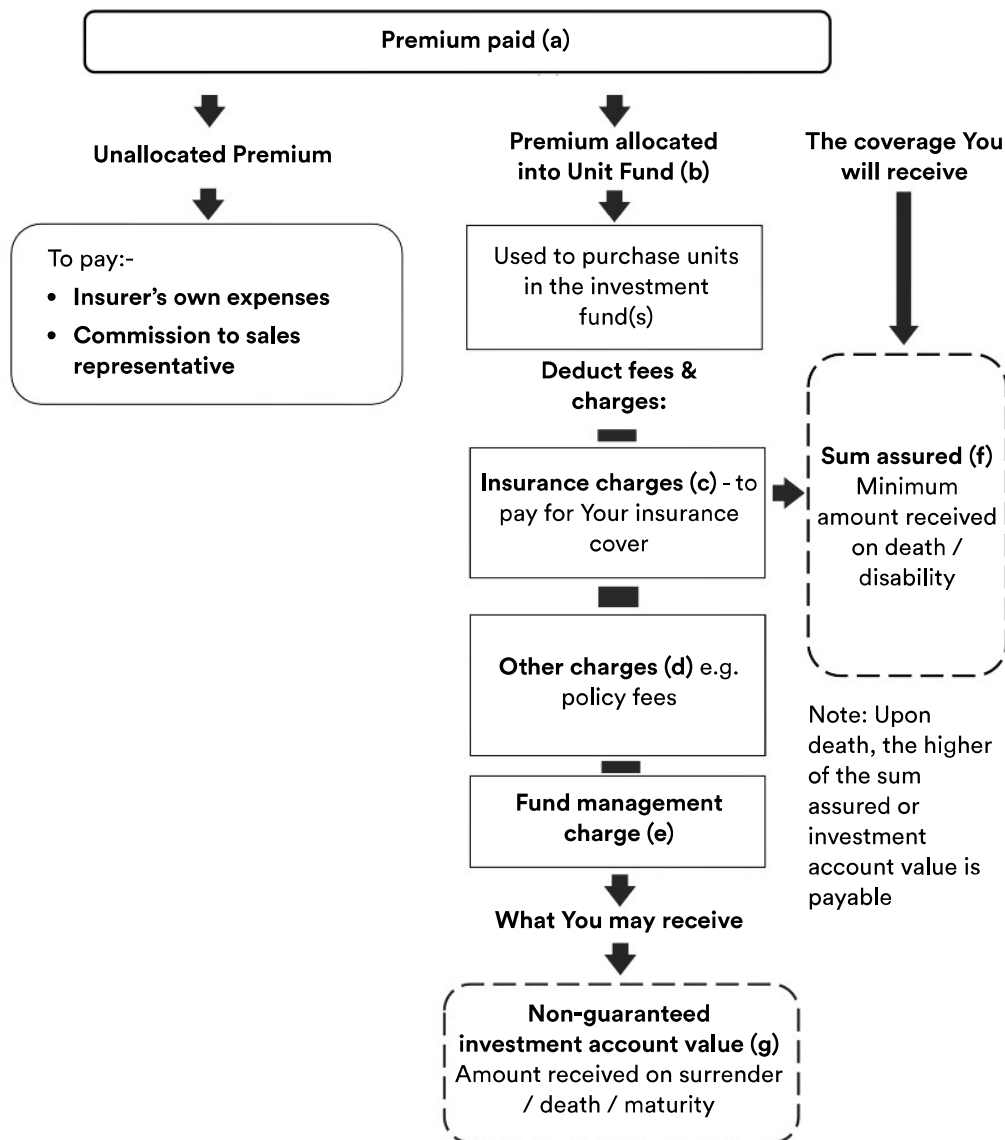 Premium paid (a)
Unallocated Premium
To pay:-
• Insurer's own expenses
• Commission to sales
representative
Premium allocated
into Unit Fund (b)
Used to purchase units
in the investment
fund(s)
Deduct fees &
charges:
Insurance charges (c) - to
pay for Your insurance
cover
Other charges (d) e.g.
policy fees
Fund management
charge (e)
What You may receive
Non-guaranteed
investment account value (g)
Amount received on surrender
/ death / maturity
The coverage You
will receive
Sum assured (f)
Minimum
amount received
on death /
disability
Note: Upon
death, the higher
of the sum
assured or
investment
account value is
payable